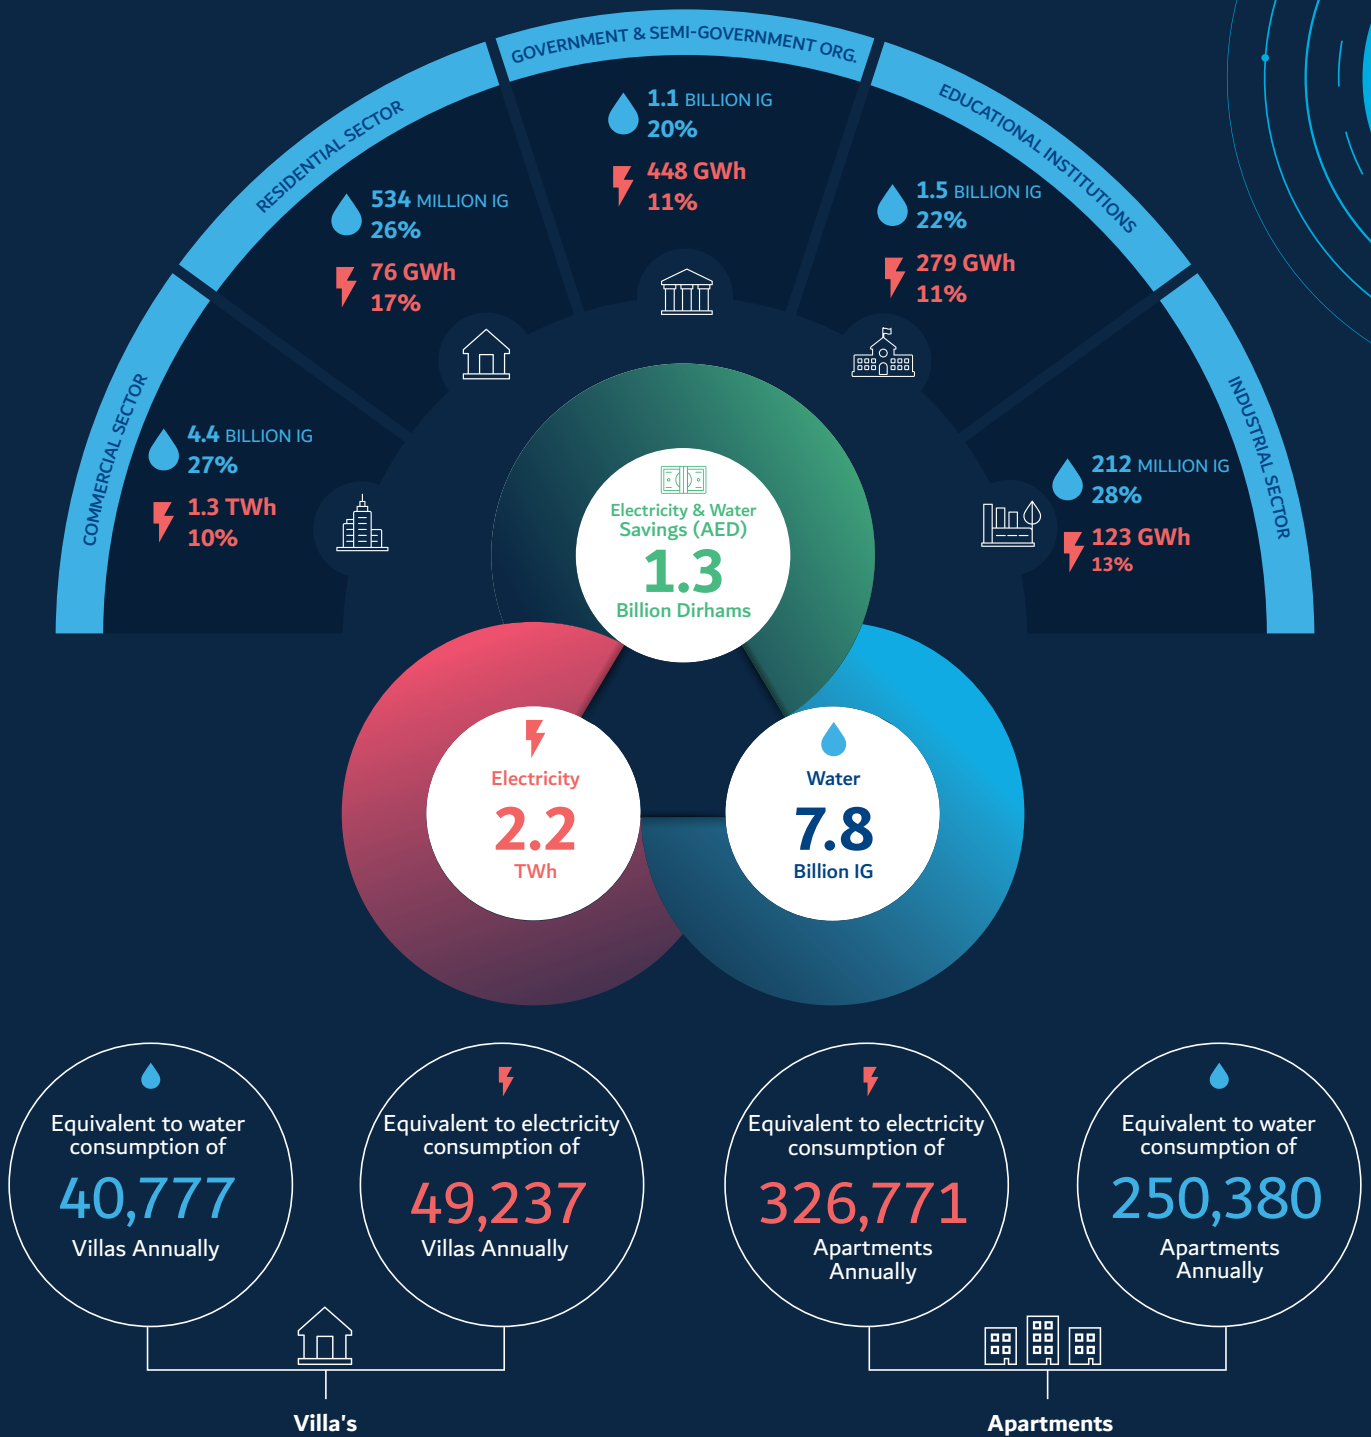 COMMERCIAL SECTOR
4.4 BILLION IG
27%
1.3 TWh
10%
RESIDENTIAL SECTOR
534 MILLION IG
26%
76 GWh
17%
GOVERNMENT & SEMI-GOVERNMENT ORG.
1.1 BILLION IG
20%
448 GWh
11%
EDUCATIONAL INSTITUTIONS
1.5 BILLION IG
22%
279 GWh
11%
INDUSTRIAL SECTOR
212 MILLION IG
28%
123 GWh
13%
Electricity & Water
Savings (AED)
1.3
Billion Dirhams
Electricity
2.2
TWh
Water
7.8
Billion IG
Equivalent to water
consumption of
40,777
Villas Annually
Equivalent to electricity
consumption of
49,237
Villas Annually
Equivalent to electricity
consumption of
326,771
Apartments
Annually
Equivalent to water
consumption of
250,380
Apartments
Annually
Villa's
Apartments